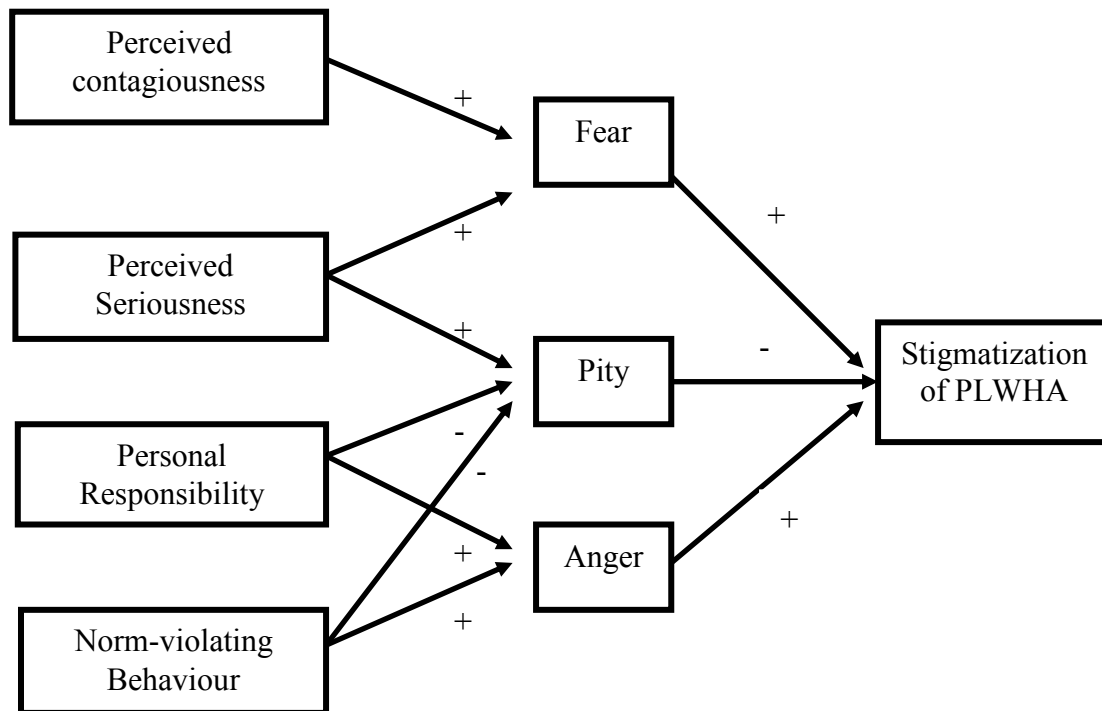 Perceived
contagiousness
+
Fear
+
+
Perceived
Seriousness
+
Pity
-
Stigmatization
of PLWHA
Personal
Responsibility
-
-
+
Anger
+
+
Norm-violating
Behaviour